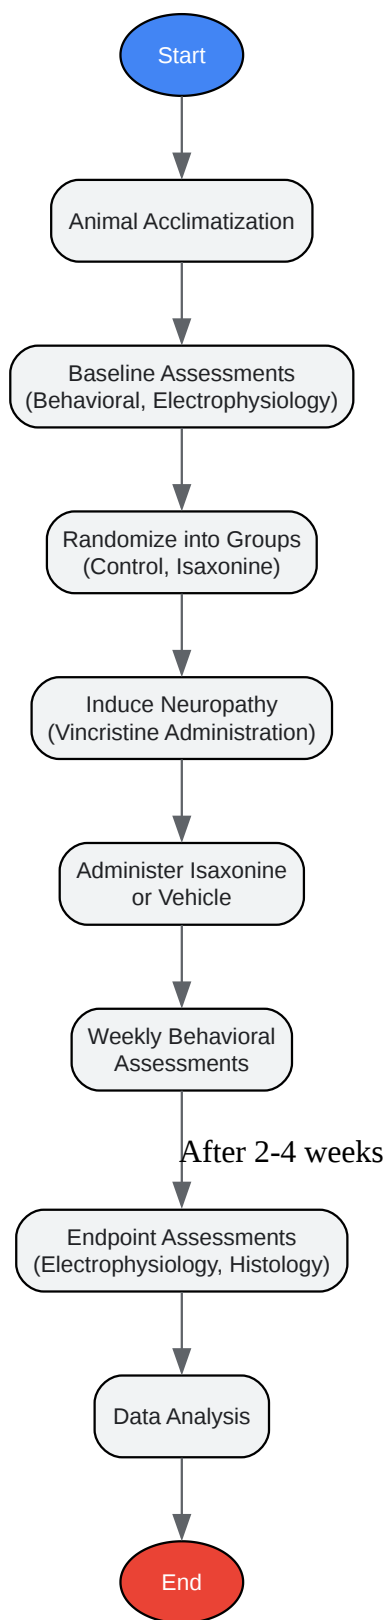 Start
Animal Acclimatization
Baseline Assessments
(Behavioral, Electrophysiology)
Randomize into Groups
(Control, Isaxonine)
Induce Neuropathy
(Vincristine Administration)
Administer Isaxonine
or Vehicle
Weekly Behavioral
Assessments
After 2-4 weeks
Endpoint Assessments
(Electrophysiology, Histology)
Data Analysis
End